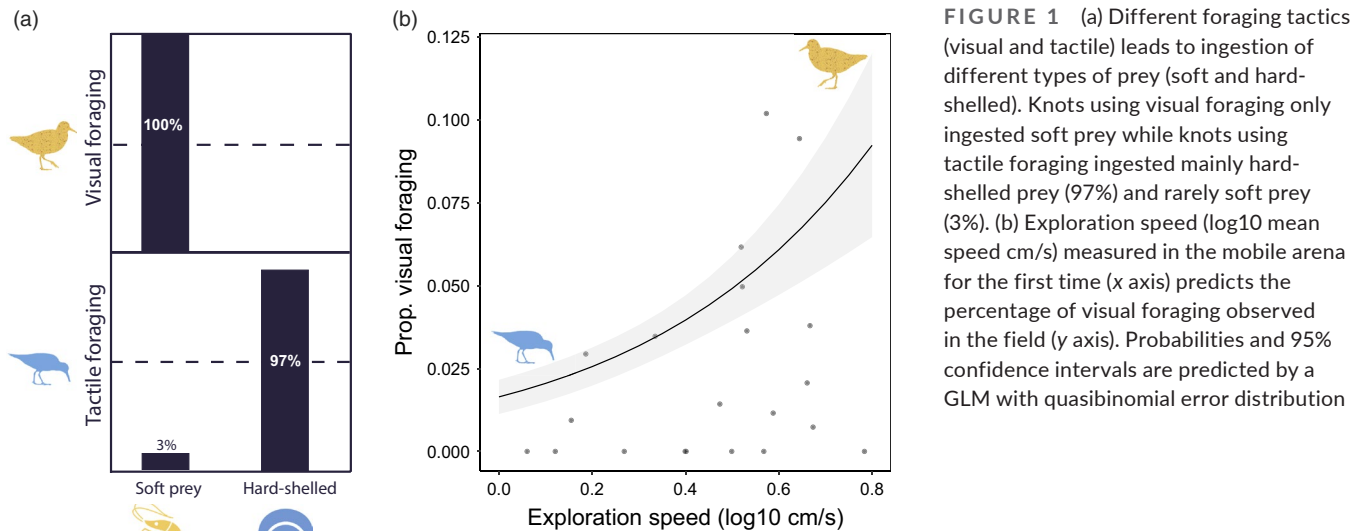 (a)
Visual foraging
100%
Tactile foraging
97%
3%
Soft prey
Hard-shelled
(b)
Prop. visual foraging
0.125
0.100
0.075
0.050
0.025
0.000
0.0
0.2
0.4
0.6
0.8
Exploration speed (log10 cm/s)
FIGURE 1 (a) Different foraging tactics
(visual and tactile) leads to ingestion of
different types of prey (soft and hard-
shelled). Knots using visual foraging only
ingested soft prey while knots using
tactile foraging ingested mainly hard-
shelled prey (97%) and rarely soft prey
(3%). (b) Exploration speed (log10 mean
speed cm/s) measured in the mobile arena
for the first time (x axis) predicts the
percentage of visual foraging observed
in the field (y axis). Probabilities and 95%
confidence intervals are predicted by a
GLM with quasibinomial error distribution